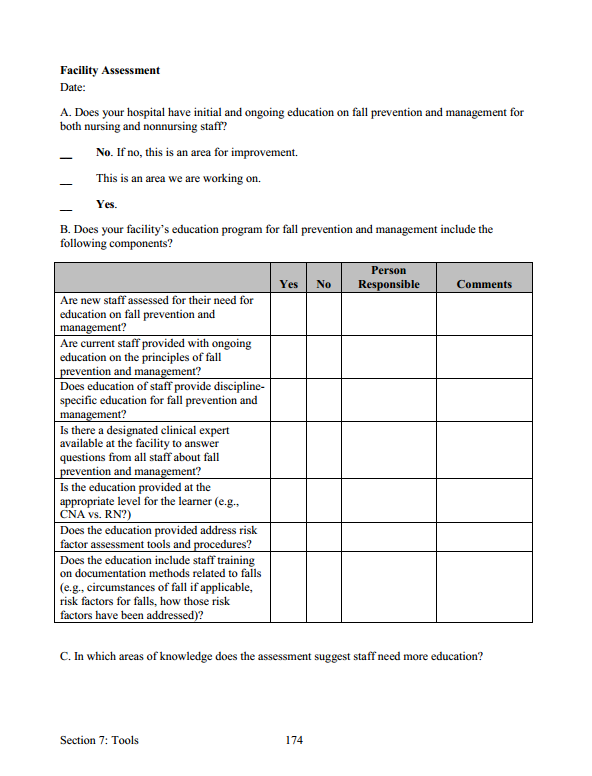 Facility Assessment
Date:
A. Does your hospital have initial and ongoing education on fall prevention and management for
both nursing and nonnursing staff?
__ No. If no, this is an area for improvement.
__ This is an area we are working on.
__ Yes.
B. Does your facility’s education program for fall prevention and management include the
following components?
Yes No Person
Responsible Comments
Are new staff assessed for their need for
education on fall prevention and
management?
Are current staff provided with ongoing
education on the principles of fall
prevention and management?
Does education of staff provide discipline-
specific education for fall prevention and
management?
Is there a designated clinical expert
available at the facility to answer
questions from all staff about fall
prevention and management?
Is the education provided at the
appropriate level for the learner (e.g.,
CNA vs. RN?)
Does the education provided address risk
factor assessment tools and procedures?
Does the education include staff training
on documentation methods related to falls
(e.g., circumstances of fall if applicable,
risk factors for falls, how those risk
factors have been addressed)?
C. In which areas of knowledge does the assessment suggest staff need more education?
Section 7: Tools 174